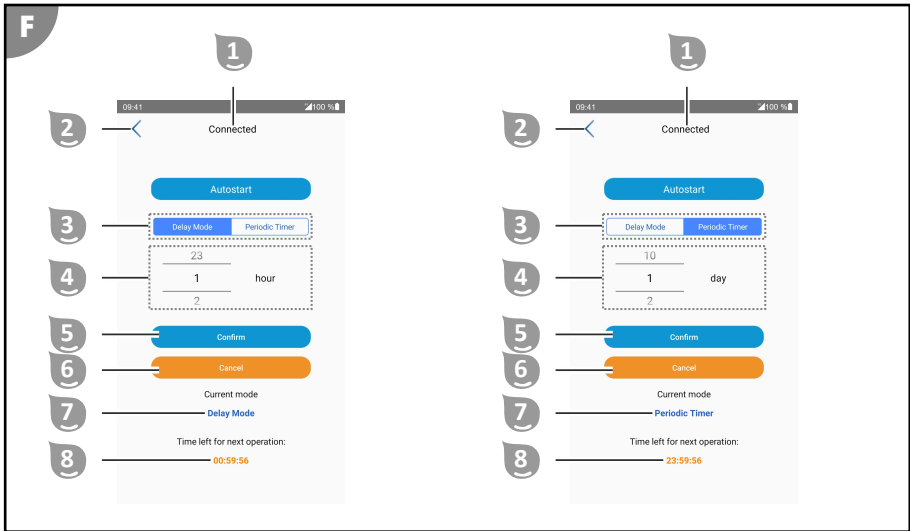 F
1
09:41 100 %
2
Connected
Autostart
3
Delay Mode Periodic Timer
4
23
1 hour
2
5
Confirm
6
Cancel
Current mode
7
Delay Mode
Time left for next operation:
8
00:59:56
1
09:41 100 %
2
Connected
Autostart
3
Delay Mode Periodic Timer
4
10
1 day
2
5
Confirm
6
Cancel
Current mode
7
Periodic Timer
Time left for next operation:
8
23:59:56